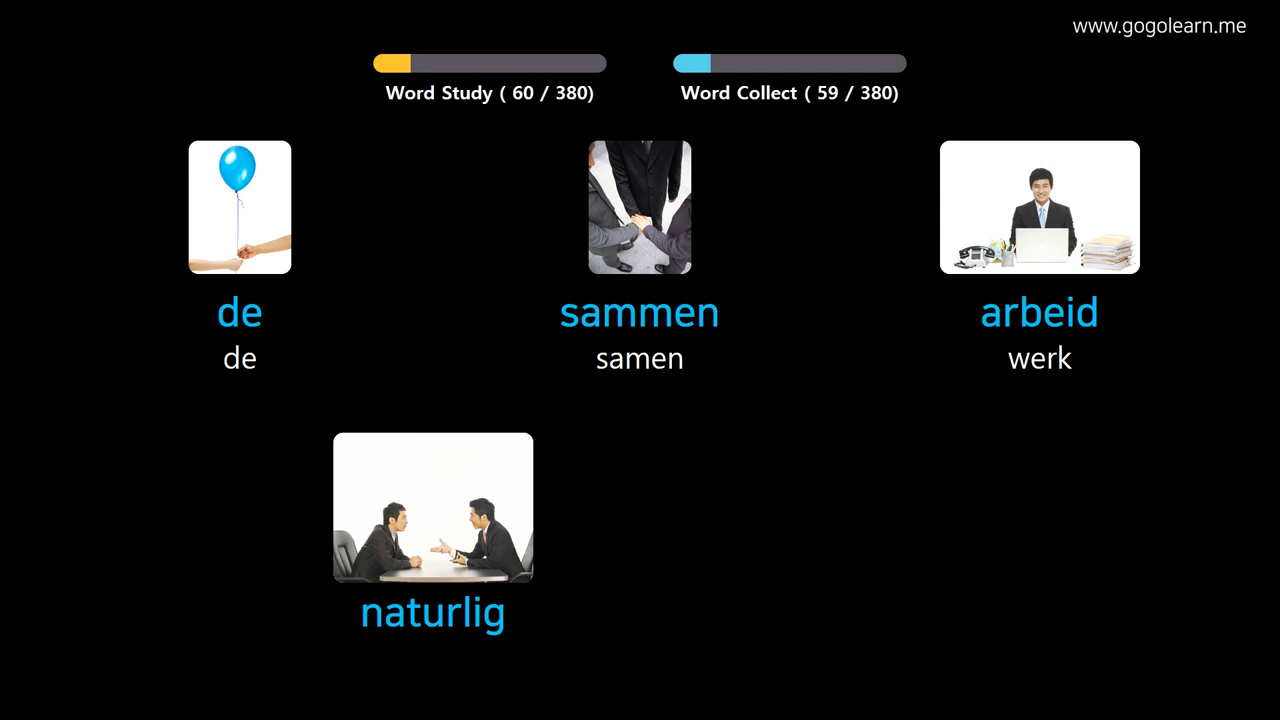 www.gogolearn.me
Word Study ( 60 / 380)
Word Collect ( 59 / 380)
de
sammen
arbeid
de
samen
werk
naturlig